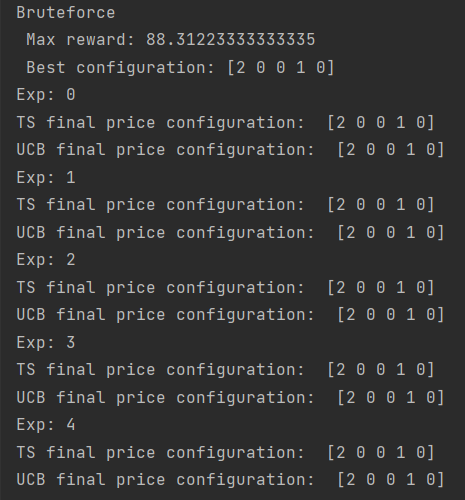 Bruteforce
Max reward: 88.31223333333335
Best configuration: [2 0 0 1 0]
Exp: 0
TS final price configuration:  [2 0 0 1 0]
UCB final price configuration:  [2 0 0 1 0]
Exp: 1
TS final price configuration:  [2 0 0 1 0]
UCB final price configuration:  [2 0 0 1 0]
Exp: 2
TS final price configuration:  [2 0 0 1 0]
UCB final price configuration:  [2 0 0 1 0]
Exp: 3
TS final price configuration:  [2 0 0 1 0]
UCB final price configuration:  [2 0 0 1 0]
Exp: 4
TS final price configuration:  [2 0 0 1 0]
UCB final price configuration:  [2 0 0 1 0]